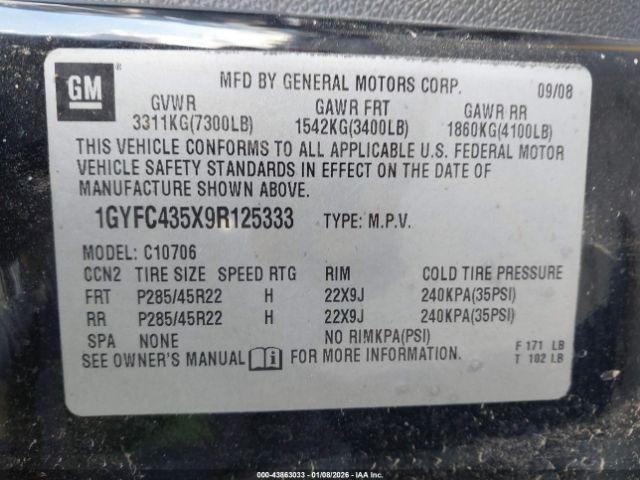 GM
MFD BY GENERAL MOTORS CORP. 09/08
GVWR GAWR FRT GAWR RR
3311KG(7300LB) 1542KG(3400LB) 1860KG(4100LB)
THIS VEHICLE CONFORMS TO ALL APPLICABLE U.S. FEDERAL MOTOR
VEHICLE SAFETY STANDARDS IN EFFECT ON THE DATE OF
MANUFACTURE SHOWN ABOVE.
1GYFC435X9R125333 TYPE: M.P.V.
MODEL: C10706
CCN2 TIRE SIZE SPEED RTG RIM COLD TIRE PRESSURE
FRT P285/45R22 H 22X9J 240KPA(35PSI)
RR P285/45R22 H 22X9J 240KPA(35PSI)
SPA NONE NO RIMKPA(PSI)
SEE OWNER'S MANUAL FOR MORE INFORMATION.
F 171 LB
T 102 LB
000-43863033 - 01/08/2026 - IAAI.CA